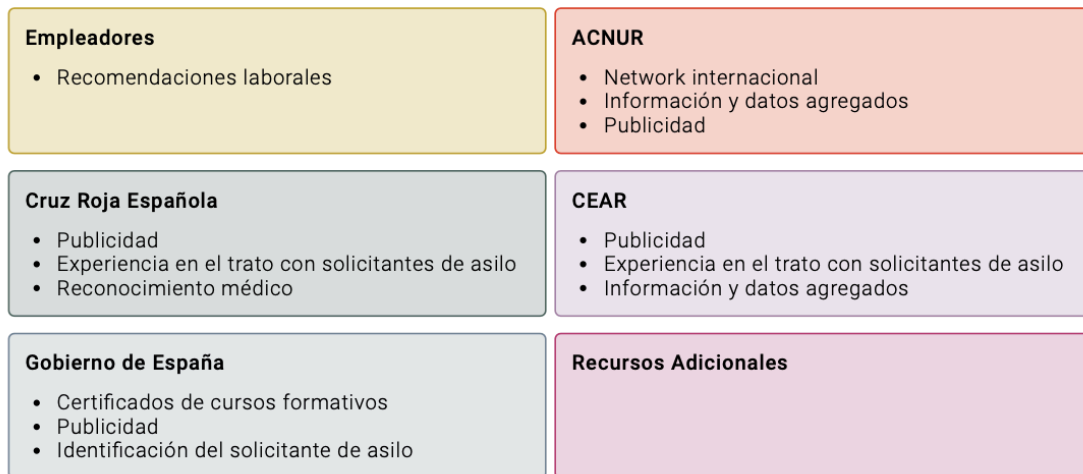 Empleadores
• Recomendaciones laborales
ACNUR
• Network internacional
• Información y datos agregados
• Publicidad
Cruz Roja Española
• Publicidad
• Experiencia en el trato con solicitantes de asilo
• Reconocimiento médico
CEAR
• Publicidad
• Experiencia en el trato con solicitantes de asilo
• Información y datos agregados
Gobierno de España
• Certificados de cursos formativos
• Publicidad
• Identificación del solicitante de asilo
Recursos Adicionales